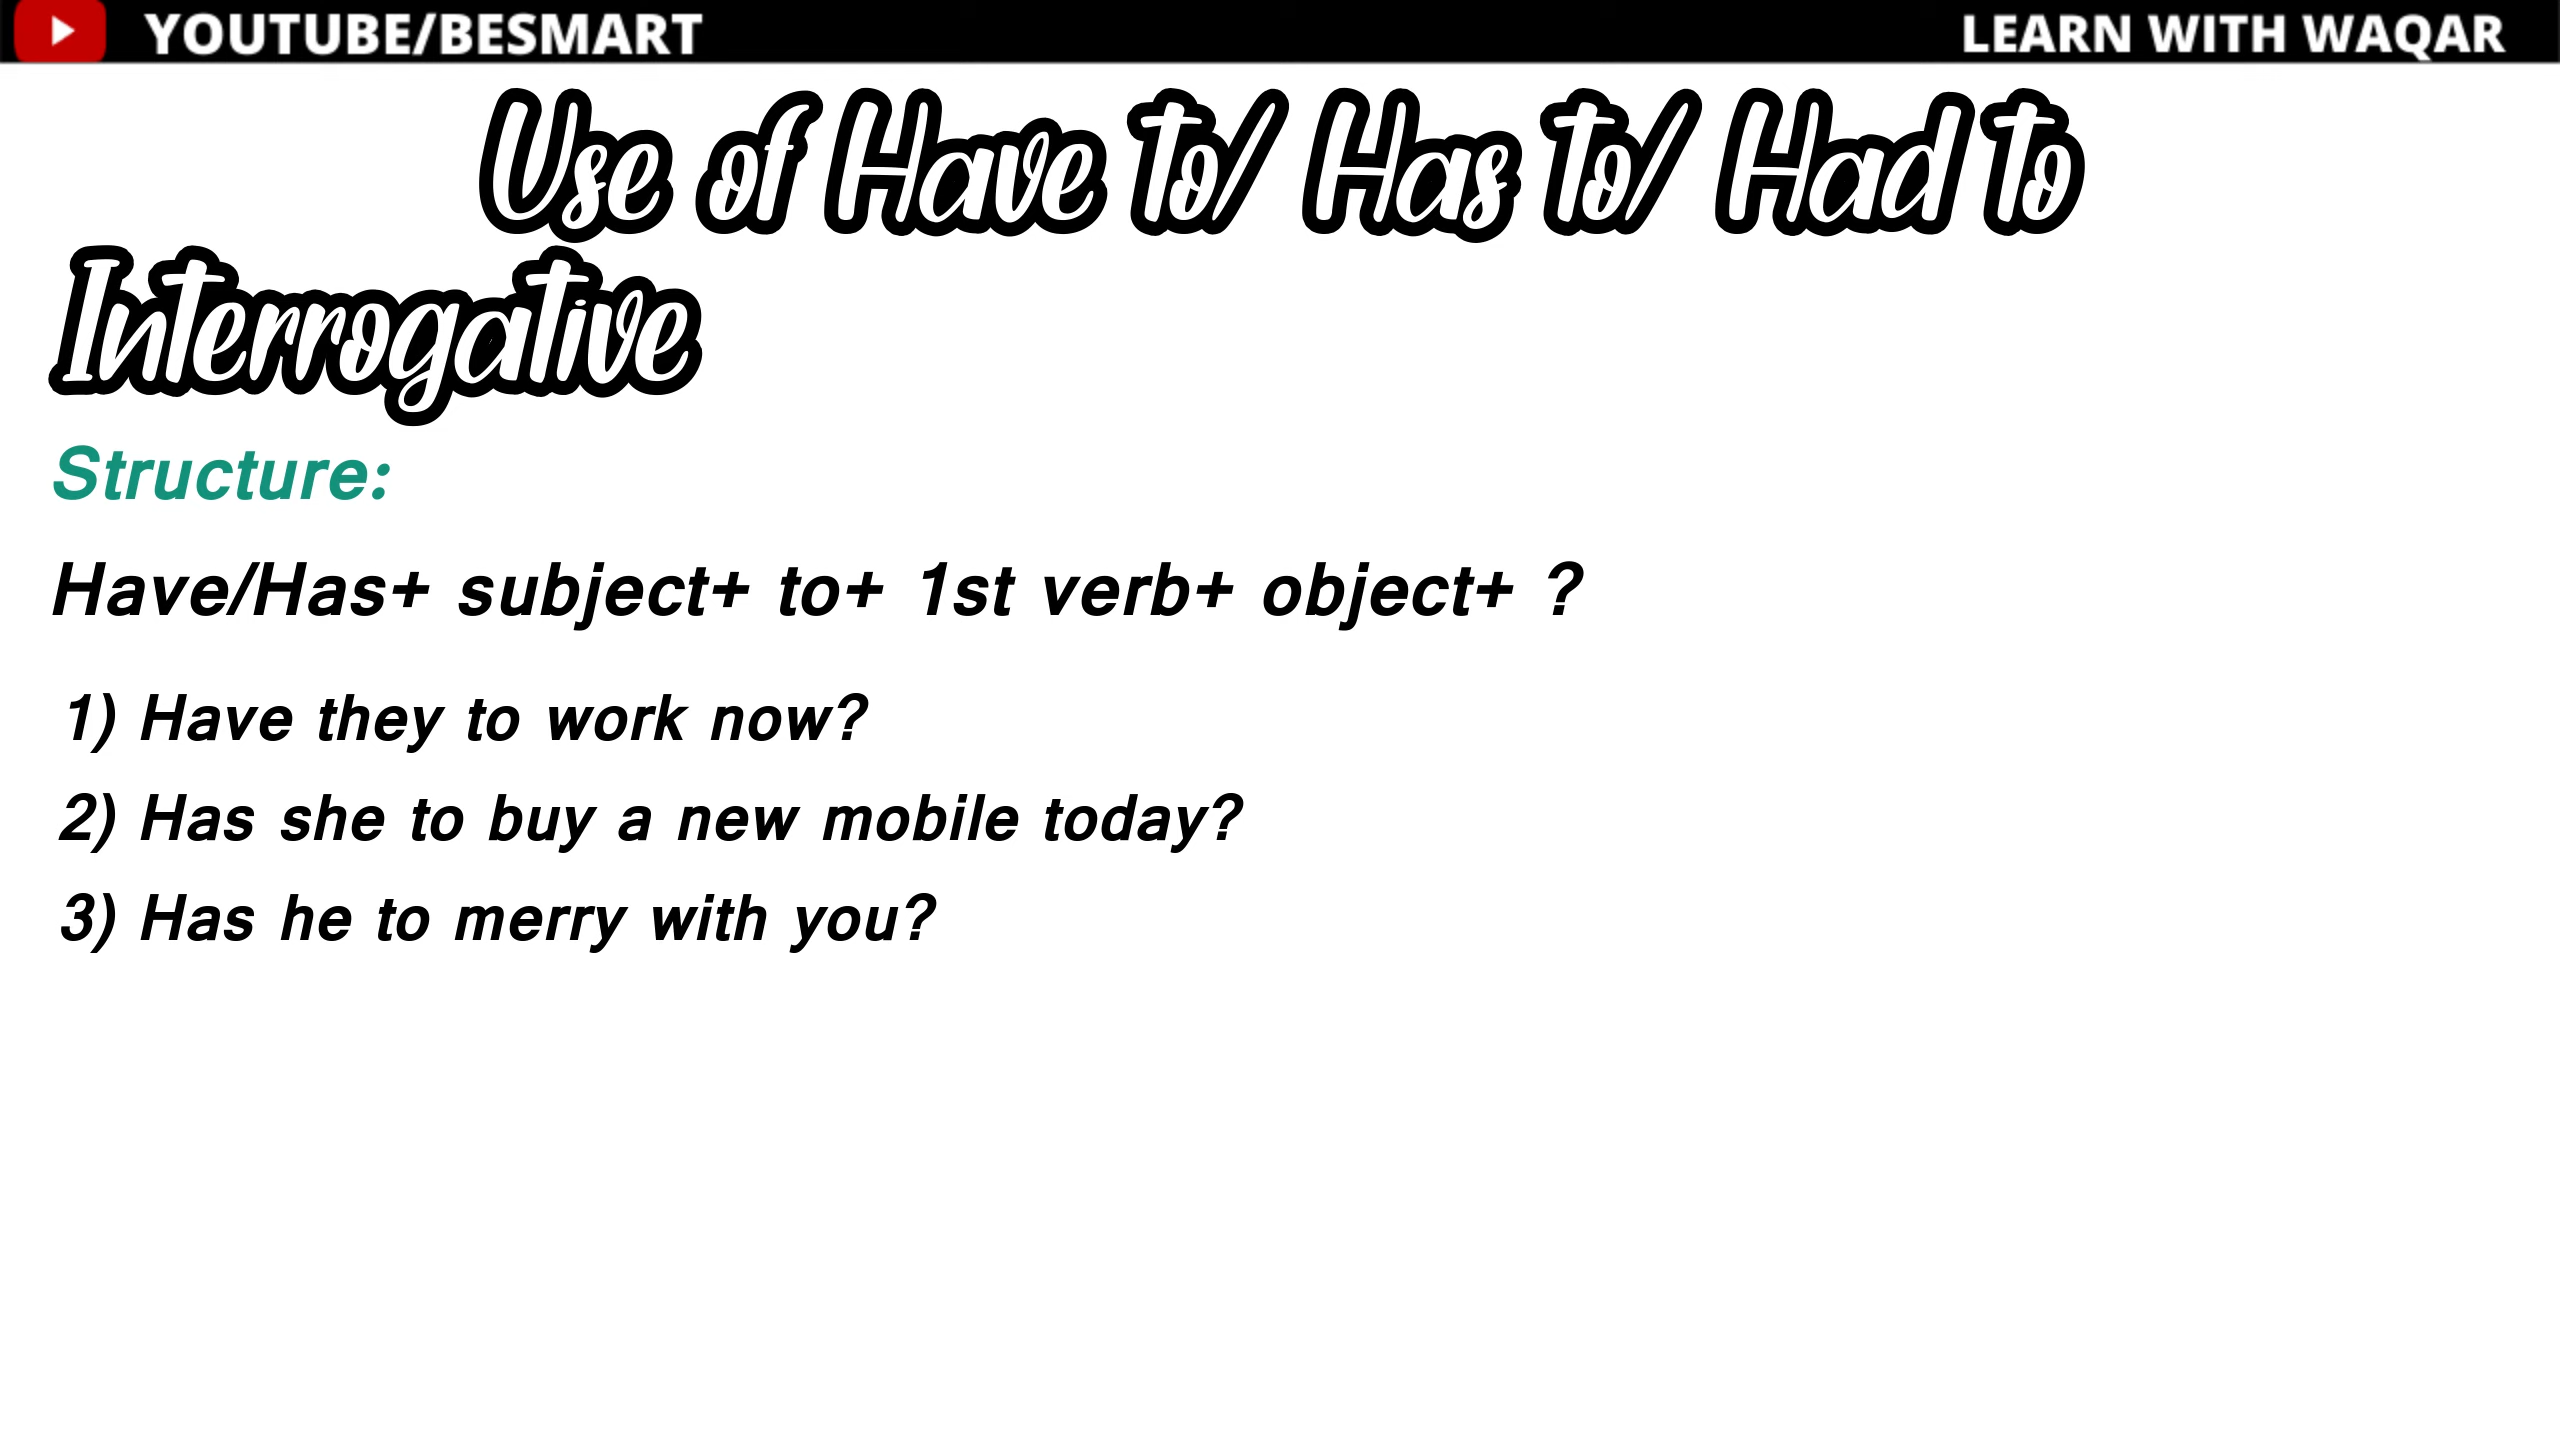 YOUTUBE/BESMART
LEARN WITH WAQAR
Use of Have to/ Has to/ Had to
Interrogative
Structure:
Have/Has+ subject+ to+ 1st verb+ object+ ?
1) Have they to work now?
2) Has she to buy a new mobile today?
3) Has he to merry with you?